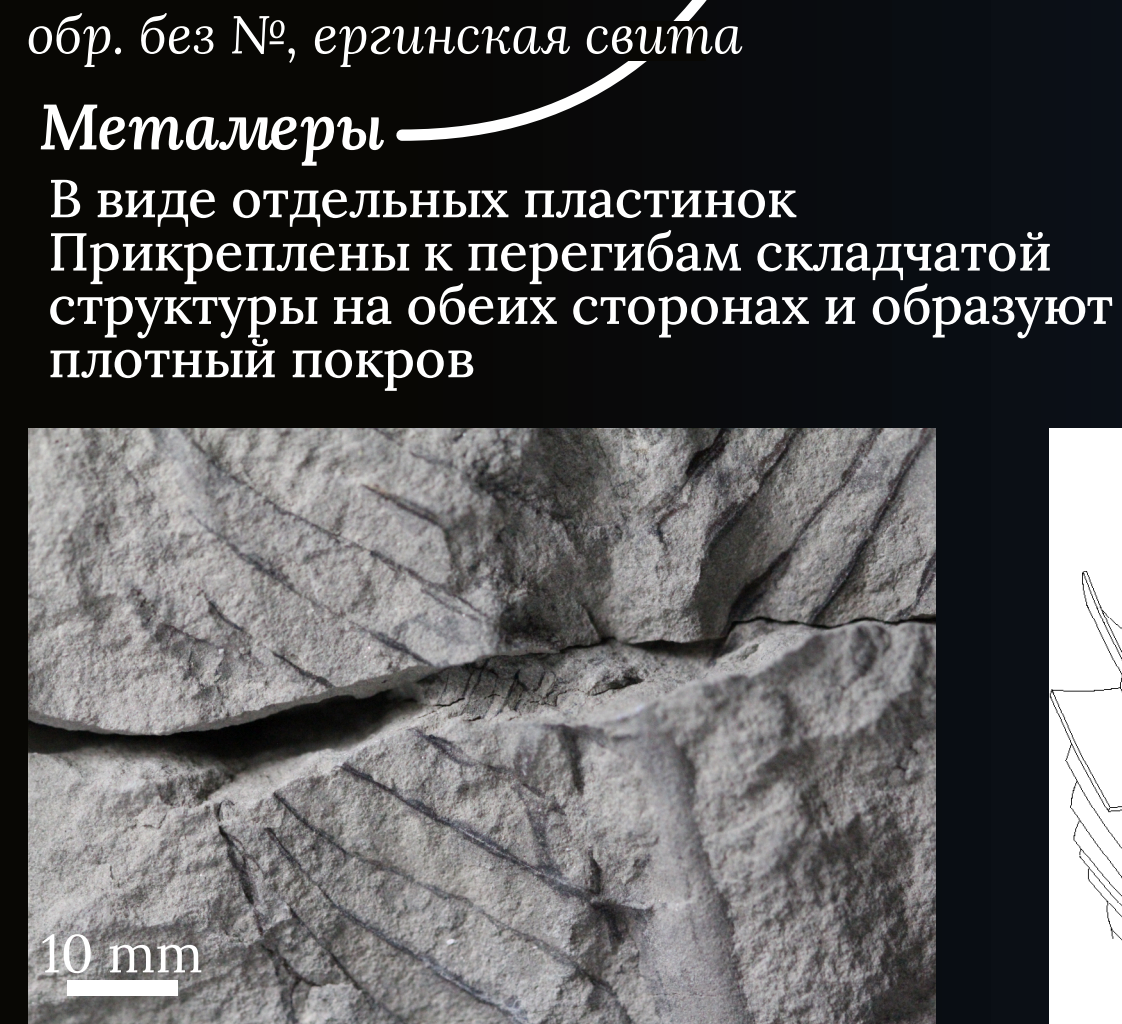 обр. без №, ергинская свита
Метамеры
В виде отдельных пластинок
Прикреплены к перегибам складчатой
структуры на обеих сторонах и образуют
плотный покров
10 mm